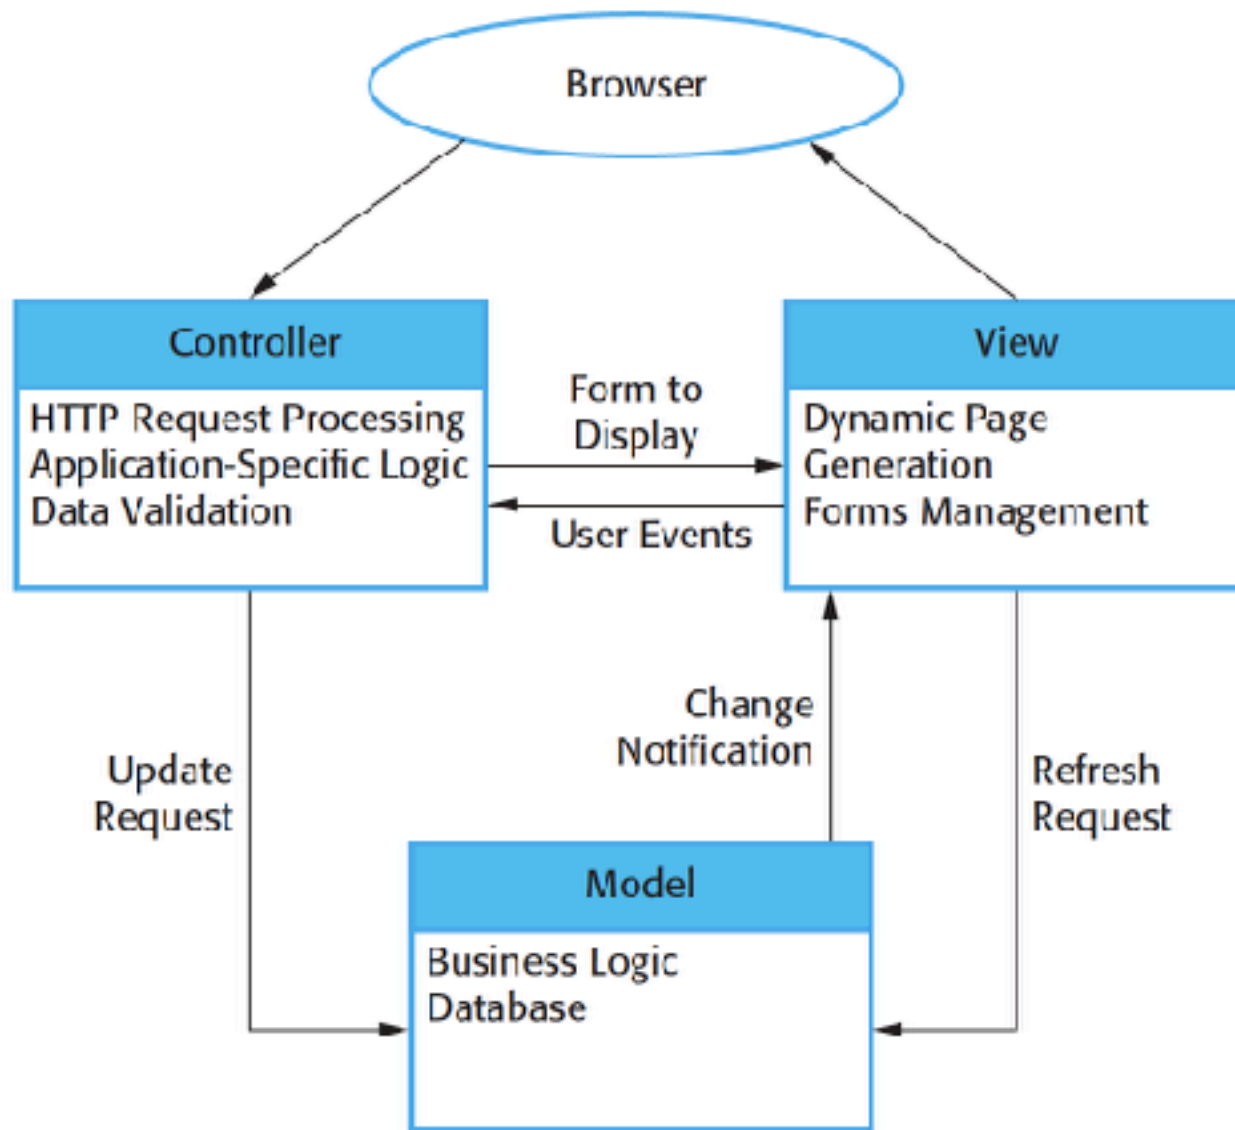 Browser
Controller
HTTP Request Processing
Application-Specific Logic
Data Validation
Form to
Display
User Events
View
Dynamic Page
Generation
Forms Management
Update
Request
Change
Notification
Refresh
Request
Model
Business Logic
Database